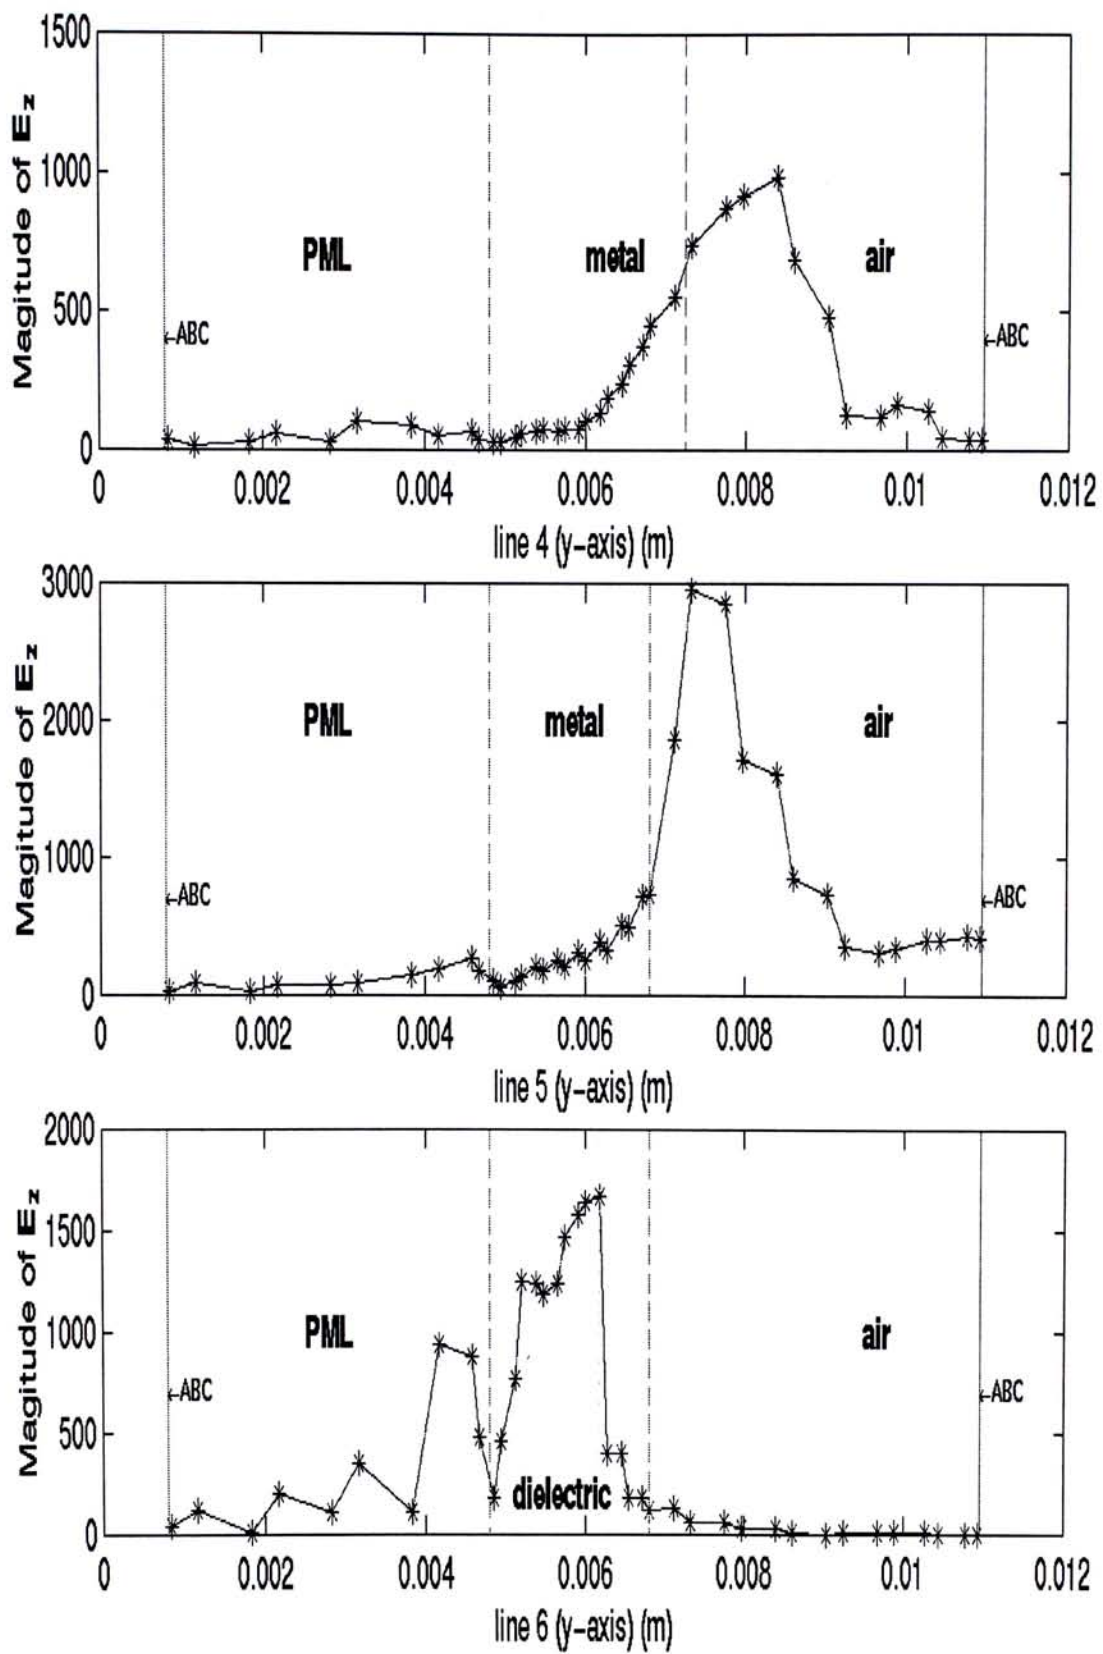 1500
1000
500
0
Magitude of Ez
PML
metal
air
←ABC
←ABC
0 0.002 0.004 0.006 0.008 0.01 0.012
line 4 (y-axis) (m)
3000
2000
1000
0
Magitude of Ez
PML
metal
air
←ABC
←ABC
0 0.002 0.004 0.006 0.008 0.01 0.012
line 5 (y-axis) (m)
2000
1500
1000
500
0
Magitude of Ez
PML
dielectric
air
←ABC
←ABC
0 0.002 0.004 0.006 0.008 0.01 0.012
line 6 (y-axis) (m)